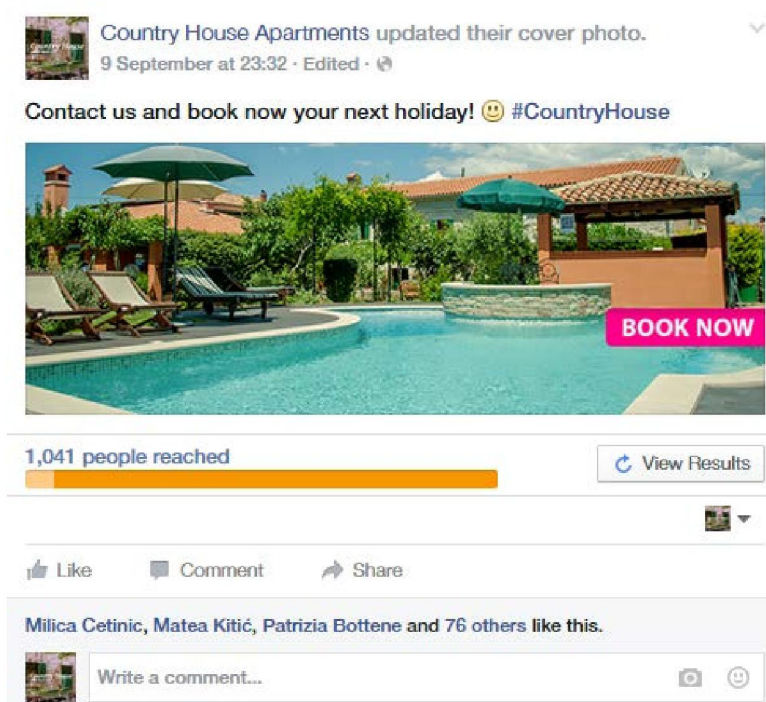 Country House Apartments updated their cover photo.
9 September at 23:32 · Edited ·
Contact us and book now your next holiday! 🙂 #CountryHouse
BOOK NOW
1,041 people reached
View Results
Like Comment Share
Milica Cetinic, Matea Kitić, Patrizia Bottene and 76 others like this.
Write a comment...